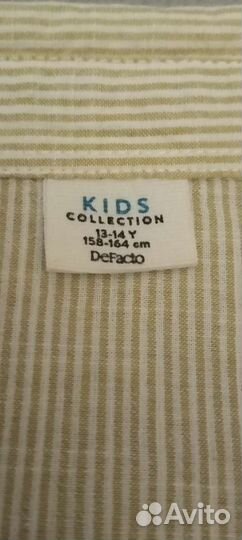 KIDS
COLLECTION
13-14 Y
158-164 cm
DeFacto
Avito